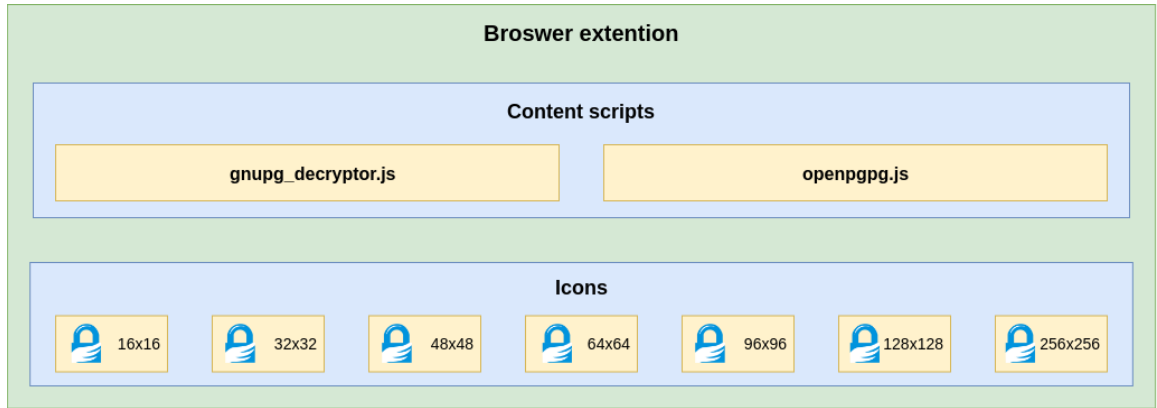 Broswer extention
Content scripts
gnupg_decryptor.js openpgpg.js
Icons
16x16 32x32 48x48 64x64 96x96 128x128 256x256